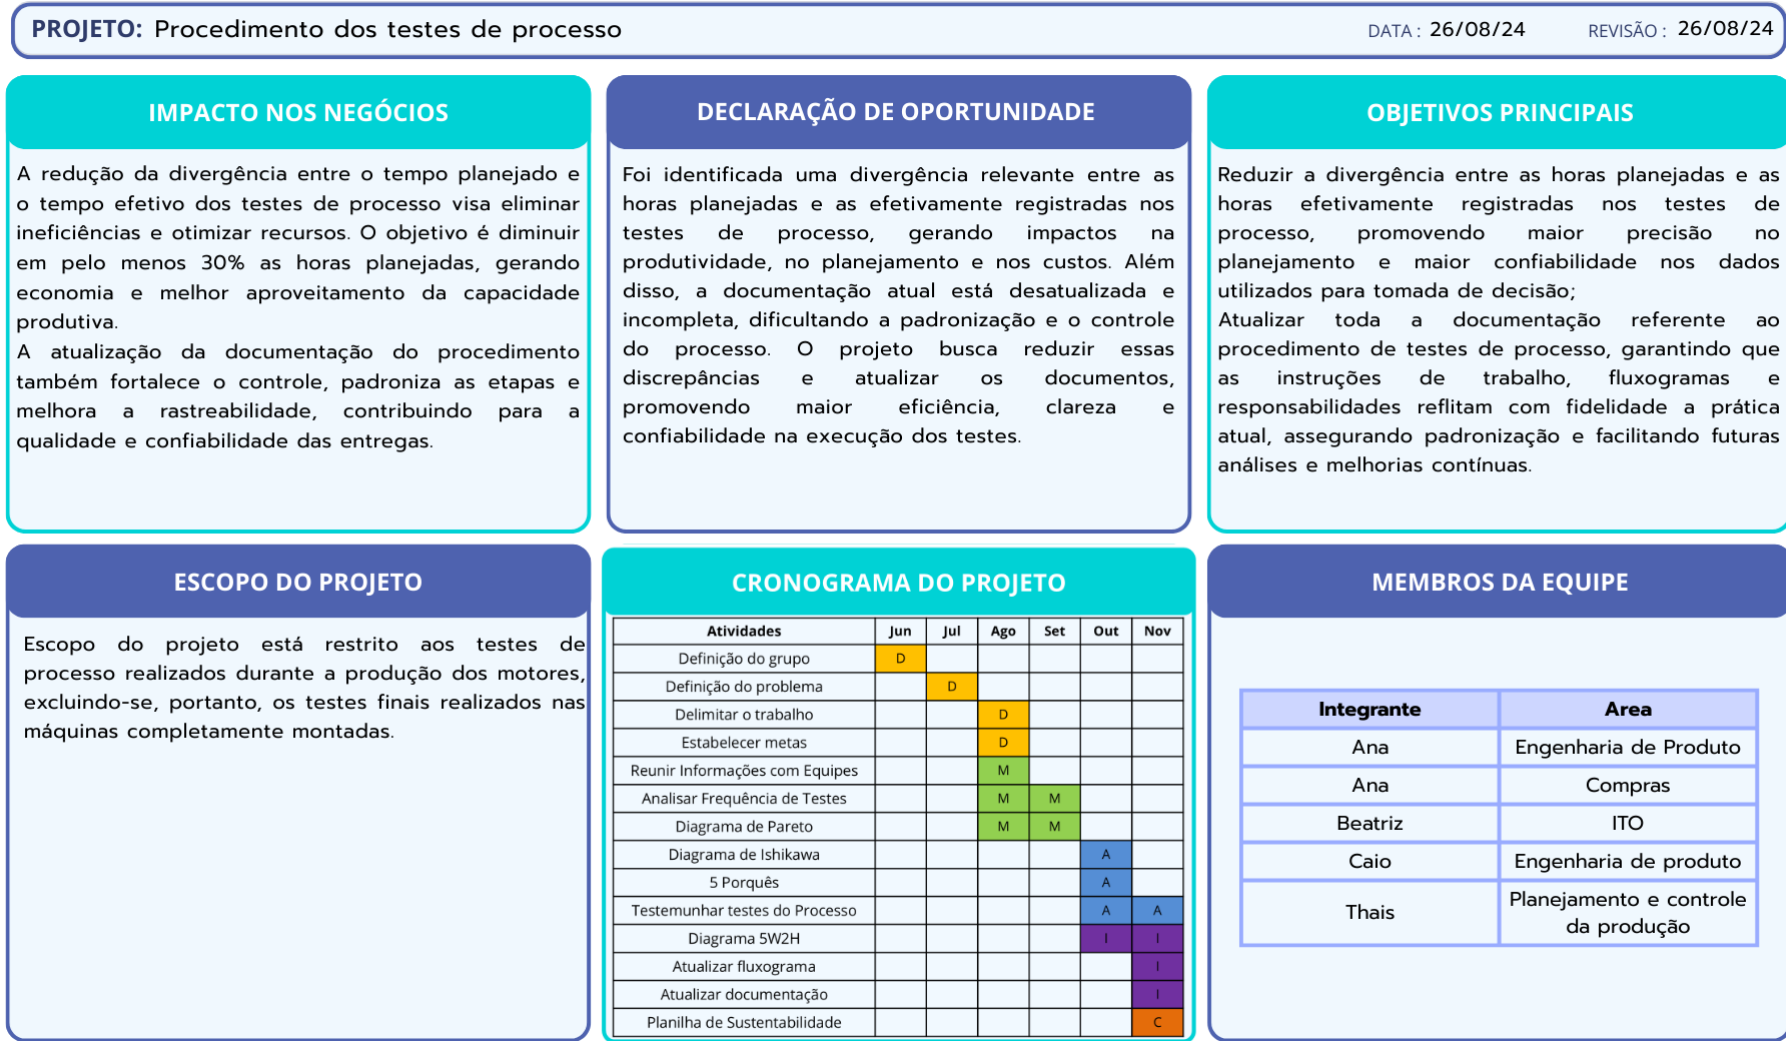 PROJETO: Procedimento dos testes de processo DATA : 26/08/24 REVISÃO : 26/08/24
IMPACTO NOS NEGÓCIOS
A redução da divergência entre o tempo planejado e
o tempo efetivo dos testes de processo visa eliminar
ineficiências e otimizar recursos. O objetivo é diminuir
em pelo menos 30% as horas planejadas, gerando
economia e melhor aproveitamento da capacidade
produtiva.
A atualização da documentação do procedimento
também fortalece o controle, padroniza as etapas e
melhora a rastreabilidade, contribuindo para a
qualidade e confiabilidade das entregas.
DECLARAÇÃO DE OPORTUNIDADE
Foi identificada uma divergência relevante entre as
horas planejadas e as efetivamente registradas nos
testes de processo, gerando impactos na
produtividade, no planejamento e nos custos. Além
disso, a documentação atual está desatualizada e
incompleta, dificultando a padronização e o controle
do processo. O projeto busca reduzir essas
discrepâncias e atualizar os documentos,
promovendo maior eficiência, clareza e
confiabilidade na execução dos testes.
OBJETIVOS PRINCIPAIS
Reduzir a divergência entre as horas planejadas e as
horas efetivamente registradas nos testes de
processo, promovendo maior precisão no
planejamento e maior confiabilidade nos dados
utilizados para tomada de decisão;
Atualizar toda a documentação referente ao
procedimento de testes de processo, garantindo que
as instruções de trabalho, fluxogramas e
responsabilidades reflitam com fidelidade a prática
atual, assegurando padronização e facilitando futuras
análises e melhorias contínuas.
ESCOPO DO PROJETO
Escopo do projeto está restrito aos testes de
processo realizados durante a produção dos motores,
excluindo-se, portanto, os testes finais realizados nas
máquinas completamente montadas.
CRONOGRAMA DO PROJETO
Atividades Jun Jul Ago Set Out Nov
Definição do grupo D
Definição do problema D
Delimitar o trabalho D
Estabelecer metas D
Reunir Informações com Equipes M
Analisar Frequência de Testes M M
Diagrama de Pareto M M
Diagrama de Ishikawa A
5 Porquês A
Testemunhar testes do Processo A A
Diagrama 5W2H I I
Atualizar fluxograma I
Atualizar documentação I
Planilha de Sustentabilidade C
MEMBROS DA EQUIPE
Integrante Area
Ana Engenharia de Produto
Ana Compras
Beatriz ITO
Caio Engenharia de produto
Thais Planejamento e controle
da produção